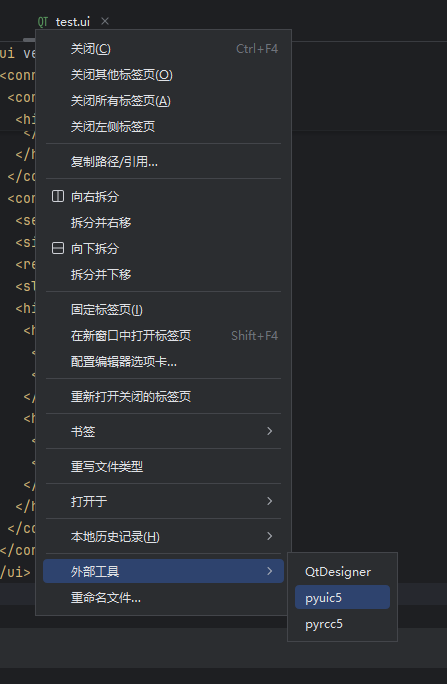 QT test.ui ×
ui ve
<conn
<con
<hi
</
</h
</co
<con
<se
<si
<re
<sl
<hi
<h
<
<
</
<h
<
<
</
</h
</co
</con
/ui>
关闭(C) Ctrl+F4
关闭其他标签页(O)
关闭所有标签页(A)
关闭左侧标签页
复制路径/引用...
向右拆分
拆分并右移
向下拆分
拆分并下移
固定标签页(I)
在新窗口中打开标签页 Shift+F4
配置编辑器选项卡...
重新打开关闭的标签页
书签
重写文件类型
打开于
本地历史记录(H)
外部工具
重命名文件...
QtDesigner
pyuic5
pyrcc5